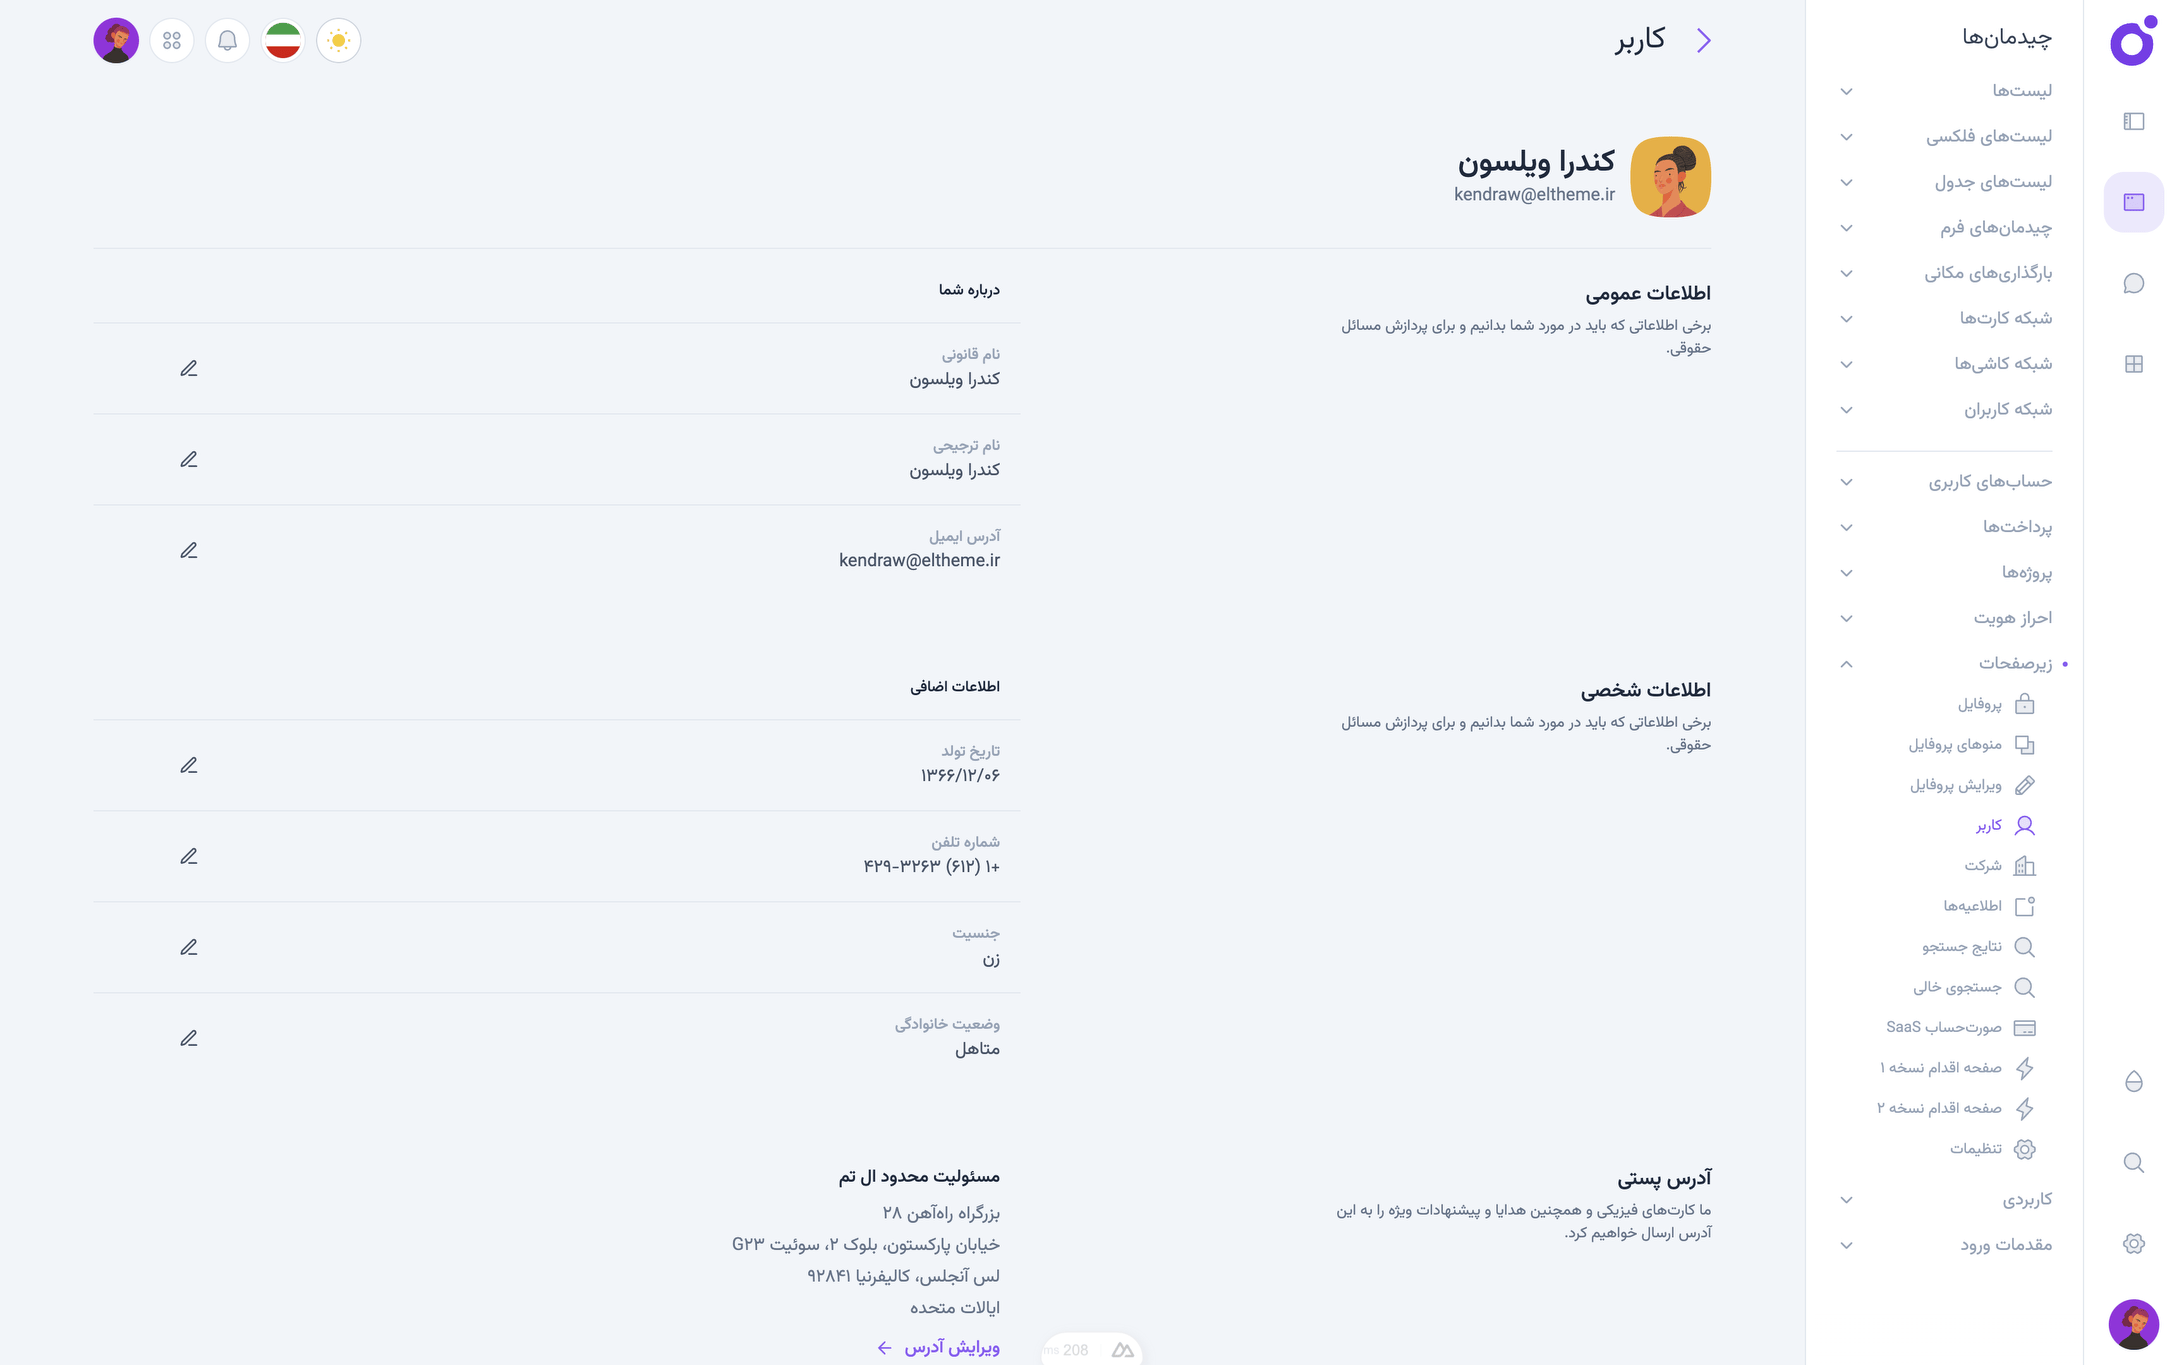 چیدمان‌ها
لیست‌ها
لیست‌های فلکسی
لیست‌های جدول
چیدمان‌های فرم
بارگذاری‌های مکانی
شبکه کارت‌ها
شبکه کاشی‌ها
شبکه کاربران
حساب‌های کاربری
پرداخت‌ها
پروژه‌ها
احراز هویت
زیرصفحات
پروفایل
منوهای پروفایل
ویرایش پروفایل
کاربر
شرکت
اطلاعیه‌ها
نتایج جستجو
جستجوی خالی
صورت‌حساب SaaS
صفحه اقدام نسخه ۱
صفحه اقدام نسخه ۲
تنظیمات
کاربردی
مقدمات ورود
کاربر
کندرا ویلسون
kendraw@eltheme.ir
اطلاعات عمومی
برخی اطلاعاتی که باید در مورد شما بدانیم و برای پردازش مسائل
حقوقی.
درباره شما
نام قانونی
کندرا ویلسون
نام ترجیحی
کندرا ویلسون
آدرس ایمیل
kendraw@eltheme.ir
اطلاعات شخصی
برخی اطلاعاتی که باید در مورد شما بدانیم و برای پردازش مسائل
حقوقی.
اطلاعات اضافی
تاریخ تولد
۱۳۶۶/۱۲/۰۶
شماره تلفن
+۱ (۶۱۲) ۳۲۶۳-۴۲۹
جنسیت
زن
وضعیت خانوادگی
متاهل
آدرس پستی
ما کارت‌های فیزیکی و همچنین هدایا و پیشنهادات ویژه را به این
آدرس ارسال خواهیم کرد.
مسئولیت محدود ال تم
بزرگراه راه‌آهن ۲۸
خیابان پارکستون، بلوک ۲، سوئیت G۲۳
لس آنجلس، کالیفرنیا ۹۲۸۴۱
ایالات متحده
ویرایش آدرس
208 ms